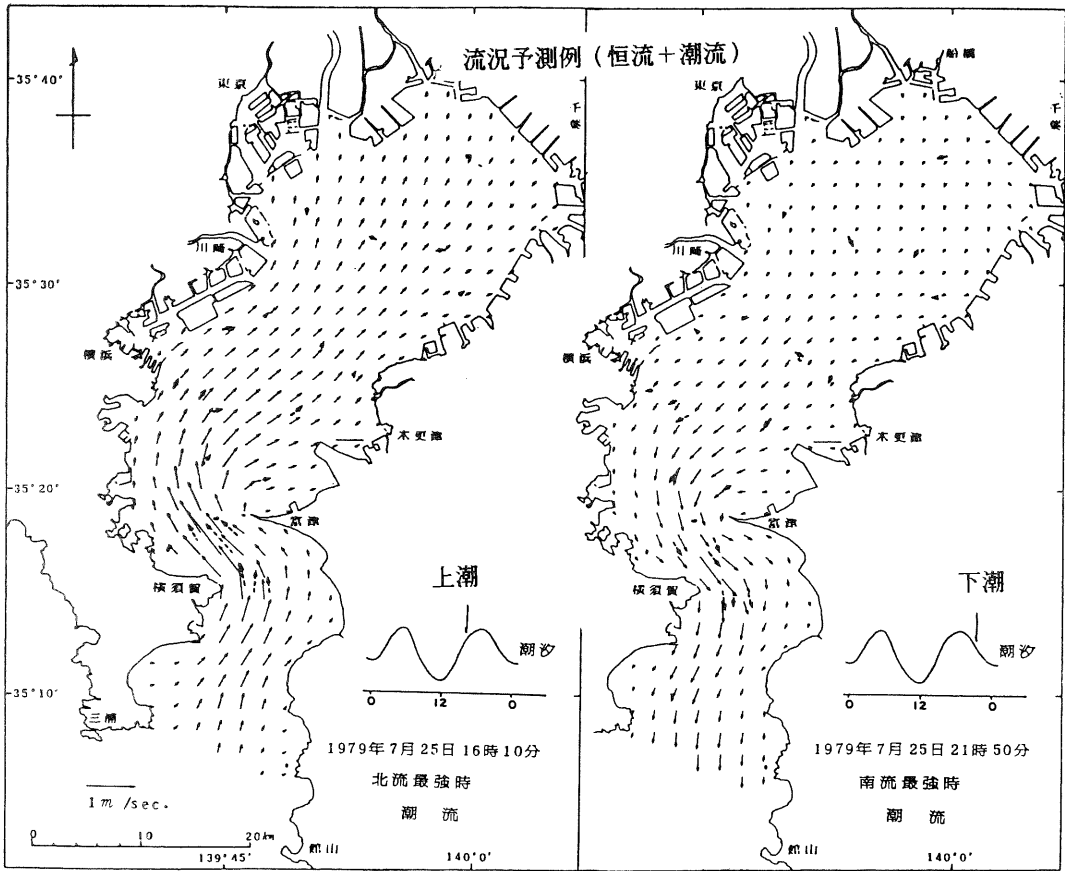 流況予測例(恒流+潮流)
35°40′
35°30′
35°20′
35°10′
東京
川崎
横浜
木更津
富津
横須賀
三浦
館山
千葉
上潮
潮汐
0 12 0
1979年7月25日16時10分
北流最強時
潮流
1m/sec.
0 10 20km
139°45′
140°0′
船橋
千葉
東京
川崎
横浜
木更津
富津
横須賀
三浦
館山
下潮
潮汐
0 12 0
1979年7月25日21時50分
南流最強時
潮流
140°0′